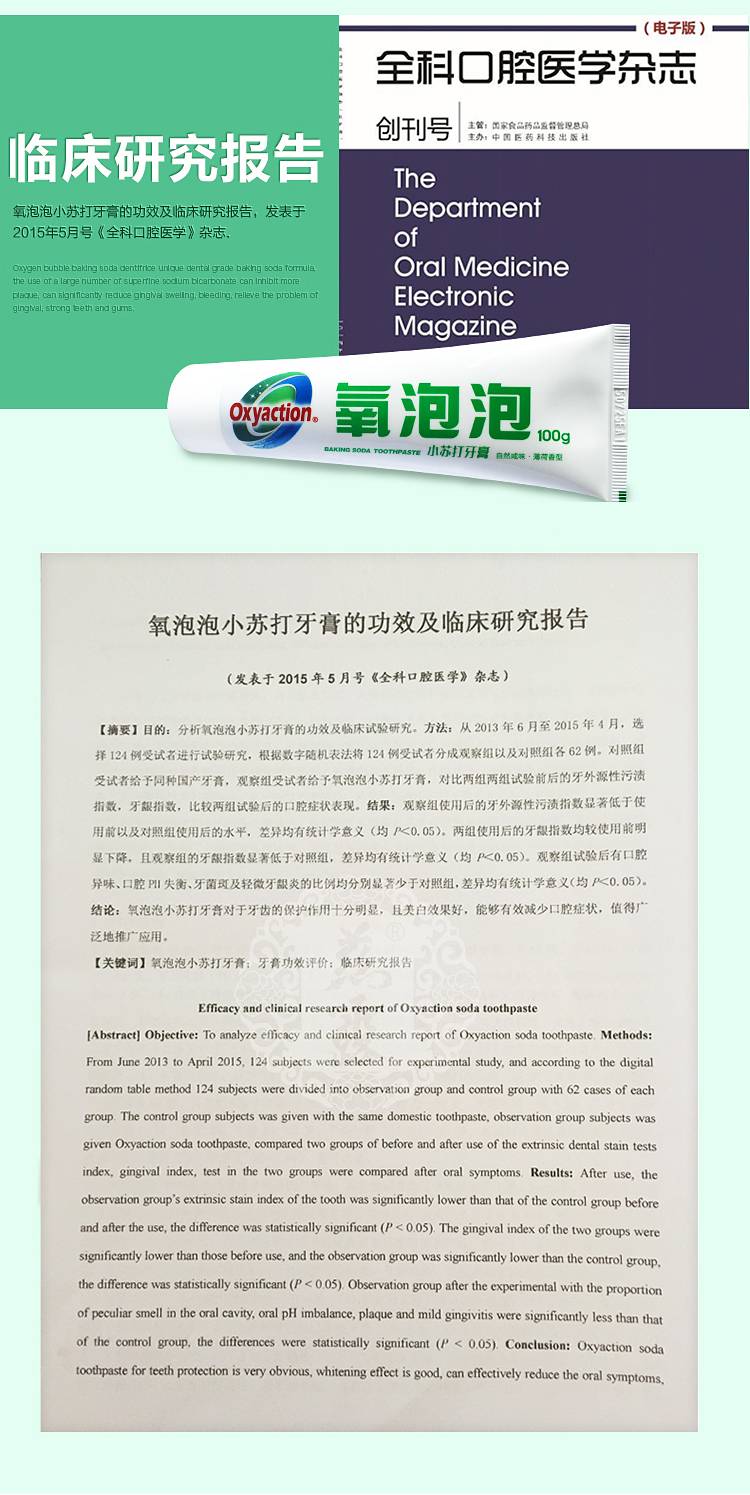 （电子版）
全科口腔医学杂志
创刊号
主管：国家食品药品监督管理总局
主办：中国医药科技出版社
临床研究报告
氧泡泡小苏打牙膏的功效及临床研究报告，发表于
2015年5月号《全科口腔医学》杂志、
Oxygen bubble baking soda dentifrice unique dental grade baking soda formula,
the use of a large number of superfine sodium bicarbonate can inhibit more
plaque, can significantly reduce gingival swelling, bleeding, relieve the problem of
gingival, strong teeth and gums.
The
Department
of
Oral Medicine
Electronic
Magazine
Oxyaction®
氧泡泡
100g
BAKING SODA TOOTHPASTE 小苏打牙膏 自然咸味·薄荷香型
氧泡泡小苏打牙膏的功效及临床研究报告
（发表于 2015 年 5 月号《全科口腔医学》杂志）
【摘要】目的：分析氧泡泡小苏打牙膏的功效及临床试验研究。方法：从 2013 年 6 月至 2015 年 4 月，选
择 124 例受试者进行试验研究，根据数字随机表法将 124 例受试者分成观察组以及对照组各 62 例。对照组
受试者给予同种国产牙膏，观察组受试者给予氧泡泡小苏打牙膏，对比两组两组试验前后的牙外源性污渍
指数，牙龈指数，比较两组试验后的口腔症状表现。结果：观察组使用后的牙外源性污渍指数显著低于使
用前以及对照组使用后的水平，差异均有统计学意义（均 P<0.05）。两组使用后的牙龈指数均较使用前明
显下降，且观察组的牙龈指数显著低于对照组，差异均有统计学意义（均 P<0.05）。观察组试验后有口腔
异味、口腔 PH 失衡、牙菌斑及轻微牙龈炎的比例均分别显著少于对照组，差异均有统计学意义（均 P<0.05）。
结论：氧泡泡小苏打牙膏对于牙齿的保护作用十分明显，且美白效果好，能够有效减少口腔症状，值得广
泛地推广应用。
【关键词】氧泡泡小苏打牙膏；牙膏功效评价；临床研究报告
Efficacy and clinical research report of Oxyaction soda toothpaste
[Abstract] Objective: To analyze efficacy and clinical research report of Oxyaction soda toothpaste. Methods:
From June 2013 to April 2015, 124 subjects were selected for experimental study, and according to the digital
random table method 124 subjects were divided into observation group and control group with 62 cases of each
group. The control group subjects was given with the same domestic toothpaste, observation group subjects was
given Oxyaction soda toothpaste, compared two groups of before and after use of the extrinsic dental stain tests
index, gingival index, test in the two groups were compared after oral symptoms. Results: After use, the
observation group's extrinsic stain index of the tooth was significantly lower than that of the control group before
and after the use, the difference was statistically significant (P < 0.05). The gingival index of the two groups were
significantly lower than those before use, and the observation group was significantly lower than the control group,
the difference was statistically significant (P < 0.05). Observation group after the experimental with the proportion
of peculiar smell in the oral cavity, oral pH imbalance, plaque and mild gingivitis were significantly less than that
of the control group, the differences were statistically significant (P < 0.05). Conclusion: Oxyaction soda
toothpaste for teeth protection is very obvious, whitening effect is good, can effectively reduce the oral symptoms,